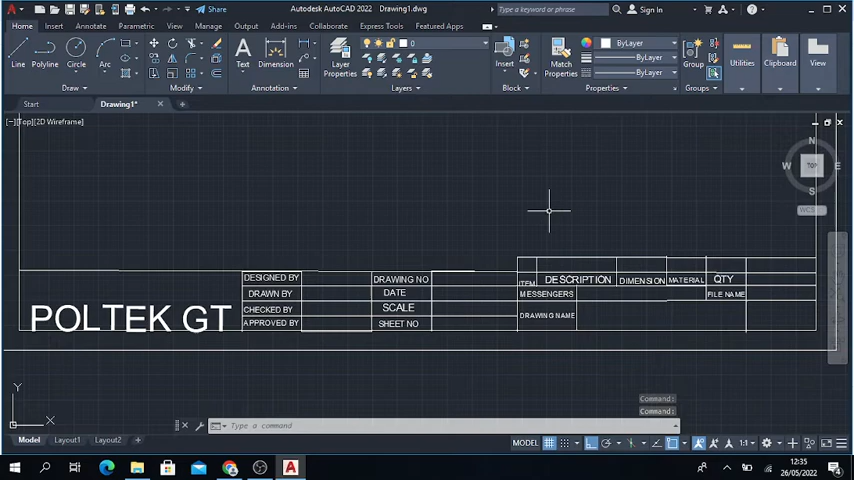 Autodesk AutoCAD 2022 Drawing1.dwg
Share
Type a keyword or phrase
Sign In
Home Insert Annotate Parametric View Manage Output Add-ins Collaborate Express Tools Featured Apps
Line Polyline Circle Arc
Text Dimension
Layer Properties
0
Insert
Match Properties
ByLayer
ByLayer
ByLayer
Group
Utilities
Clipboard
View
Draw Modify Annotation Layers Block Properties Groups
Start Drawing1*
[−][Top][2D Wireframe]
N
W TOP E
S
WCS
DESIGNED BY
DRAWN BY
CHECKED BY
APPROVED BY
POLTEK GT
DRAWING NO
DATE
SCALE
SHEET NO
ITEM DESCRIPTION DIMENSION MATERIAL QTY
MESSENGERS FILE NAME
DRAWING NAME
Y
X
Command:
Command:
Type a command
Model Layout1 Layout2
MODEL
1:1
12:35
26/05/2022
4